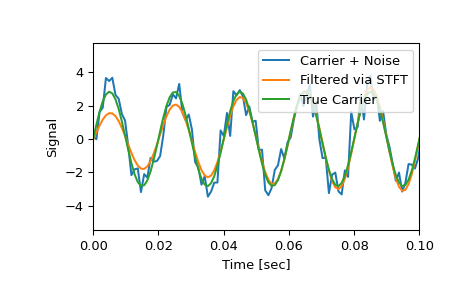 Carrier + Noise
Filtered via STFT
True Carrier
Signal
4
2
0
−2
−4
0.00 0.02 0.04 0.06 0.08 0.10
Time [sec]